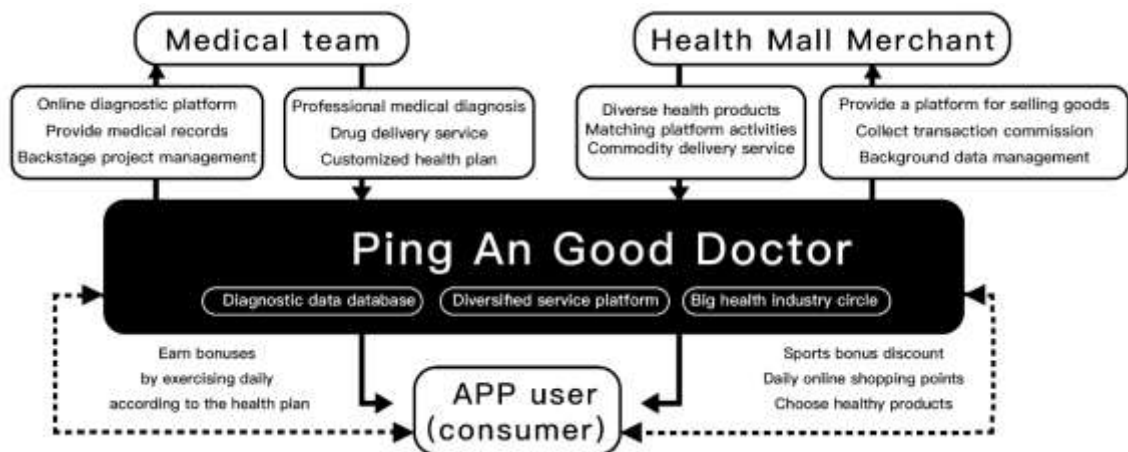 Medical team
Health Mall Merchant
Online diagnostic platform
Provide medical records
Backstage project management
Professional medical diagnosis
Drug delivery service
Customized health plan
Diverse health products
Matching platform activities
Commodity delivery service
Provide a platform for selling goods
Collect transaction commission
Background data management
Ping An Good Doctor
Diagnostic data database
Diversified service platform
Big health industry circle
Earn bonuses
by exercising daily
according to the health plan
APP user
(consumer)
Sports bonus discount
Daily online shopping points
Choose healthy products